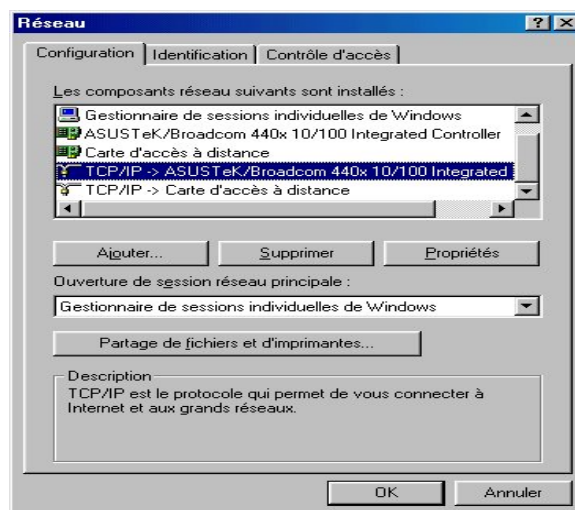 Réseau
Configuration Identification Contrôle d'accès
Les composants réseau suivants sont installés :
Gestionnaire de sessions individuelles de Windows
ASUSTeK/Broadcom 440x 10/100 Integrated Controller
Carte d'accès à distance
TCP/IP -> ASUSTeK/Broadcom 440x 10/100 Integrated
TCP/IP -> Carte d'accès à distance
Ajouter... Supprimer Propriétés
Ouverture de session réseau principale :
Gestionnaire de sessions individuelles de Windows
Partage de fichiers et d'imprimantes...
Description
TCP/IP est le protocole qui permet de vous connecter à
Internet et aux grands réseaux.
OK Annuler